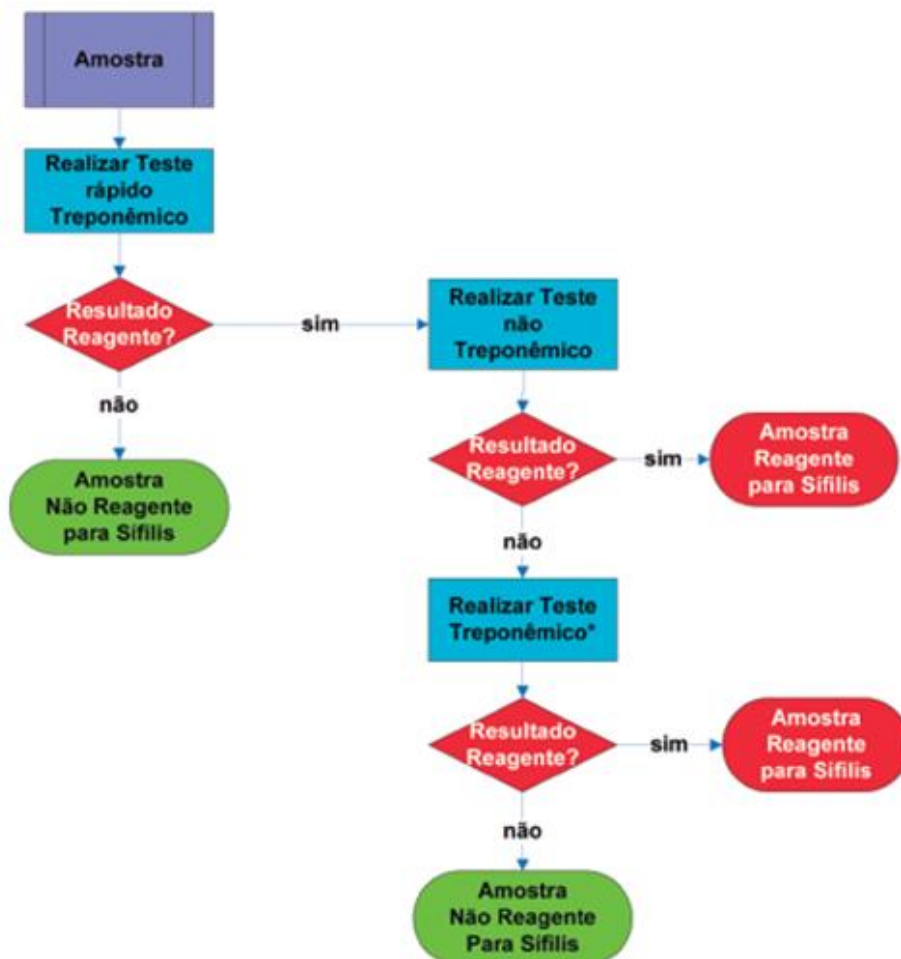 Amostra
Realizar Teste
rápido
Treponêmico
Resultado
Reagente?
sim
não
Amostra
Não Reagente
para Sífilis
Realizar Teste
não
Treponêmico
Resultado
Reagente?
sim
Amostra
Reagente
para Sífilis
não
Realizar Teste
Treponêmico*
Resultado
Reagente?
sim
Amostra
Reagente
para Sífilis
não
Amostra
Não Reagente
Para Sífilis